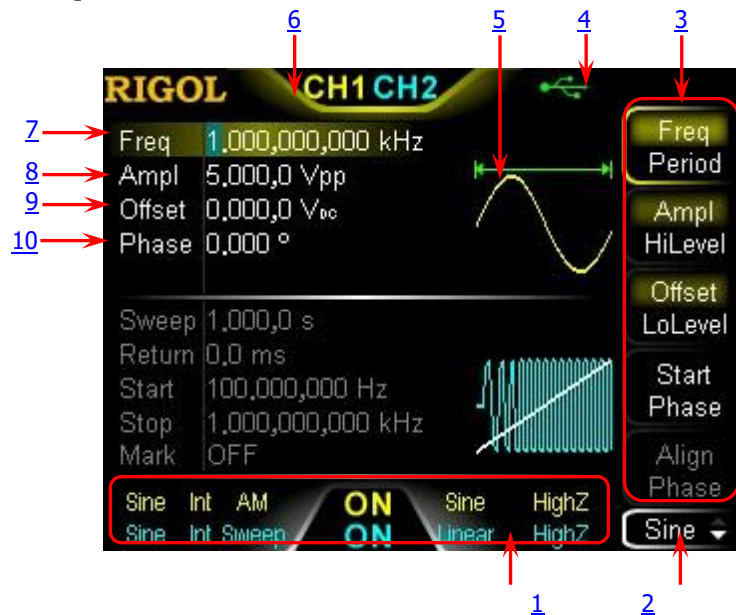 6 5 4 3
RIGOL CH1 CH2
7 Freq 1.000,000,000 kHz
8 Ampl 5.000,0 Vpp
9 Offset 0.000,0 VDC
10 Phase 0.000 °
Sweep 1.000,0 s
Return 0.0 ms
Start 100.000,000 Hz
Stop 1.000,000,000 kHz
Mark OFF
Freq
Period
Ampl
HiLevel
Offset
LoLevel
Start
Phase
Align
Phase
Sine Int AM ON Sine HighZ
Sine Int Sweep ON Linear HighZ
Sine
1 2